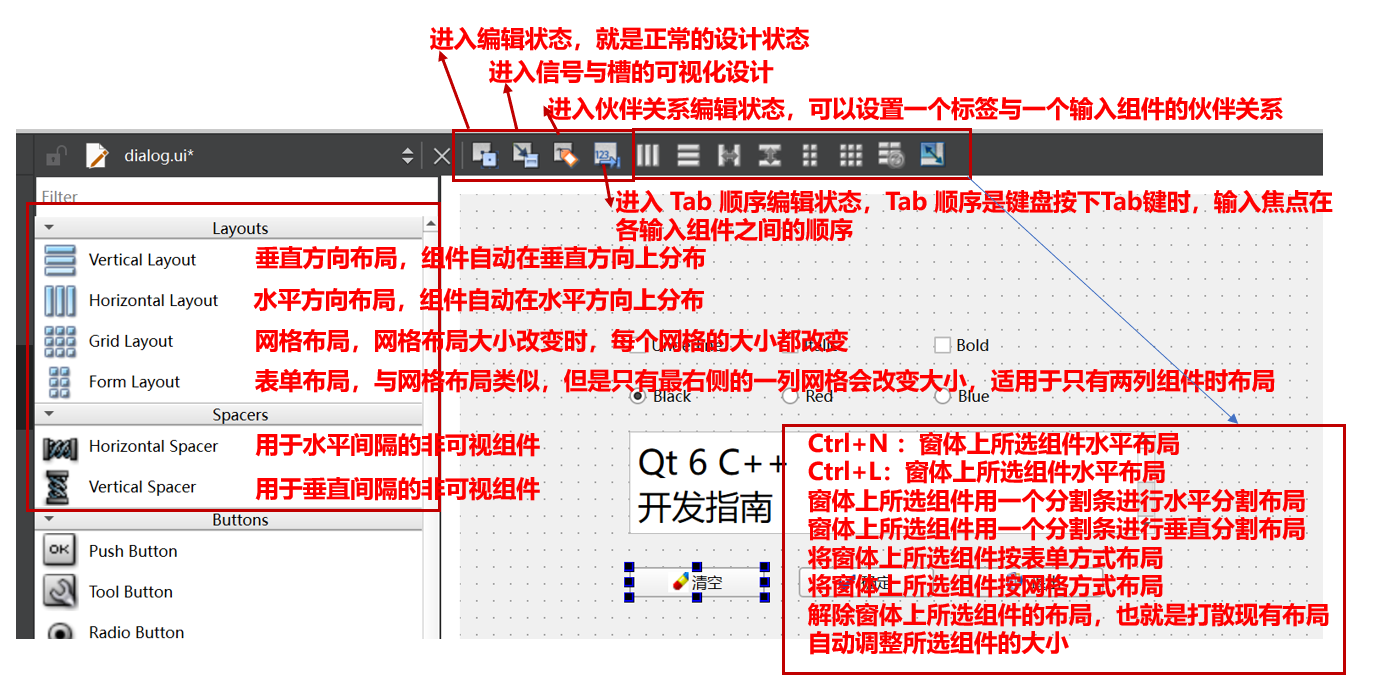 进入编辑状态，就是正常的设计状态
进入信号与槽的可视化设计
进入伙伴关系编辑状态，可以设置一个标签与一个输入组件的伙伴关系
dialog.ui*
123
Filter
进入 Tab 顺序编辑状态，Tab 顺序是键盘按下Tab键时，输入焦点在
各输入组件之间的顺序
Layouts
Vertical Layout 垂直方向布局，组件自动在垂直方向上分布
Horizontal Layout 水平方向布局，组件自动在水平方向上分布
Grid Layout 网格布局，网格布局大小改变时，每个网格的大小都改变
Bold
Form Layout 表单布局，与网格布局类似，但是只有最右侧的一列网格会改变大小，适用于只有两列组件时布局
Black Red Blue
Spacers
Horizontal Spacer 用于水平间隔的非可视组件
Vertical Spacer 用于垂直间隔的非可视组件
Qt 6 C++
开发指南
Ctrl+N ：窗体上所选组件水平布局
Ctrl+L：窗体上所选组件水平布局
窗体上所选组件用一个分割条进行水平分割布局
窗体上所选组件用一个分割条进行垂直分割布局
将窗体上所选组件按表单方式布局
将窗体上所选组件按网格方式布局
解除窗体上所选组件的布局，也就是打散现有布局
自动调整所选组件的大小
Buttons
OK Push Button
清空
Tool Button
Radio Button